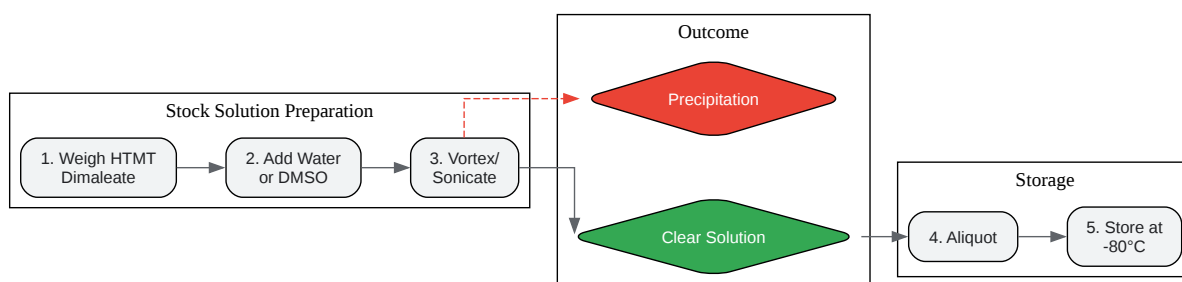 Outcome
Precipitation
Stock Solution Preparation
1. Weigh HTMT
Dimaleate
2. Add Water
or DMSO
3. Vortex/
Sonicate
Clear Solution
Storage
4. Aliquot
5. Store at
-80°C